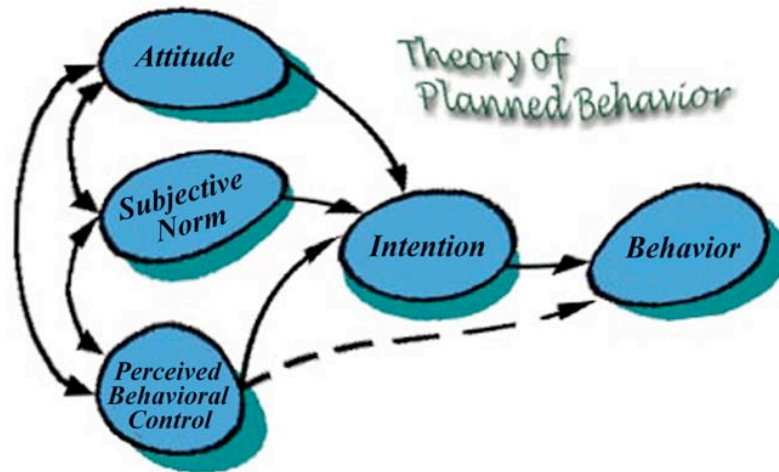 Attitude
Theory of
Planned Behavior
Subjective
Norm
Intention
Behavior
Perceived
Behavioral
Control